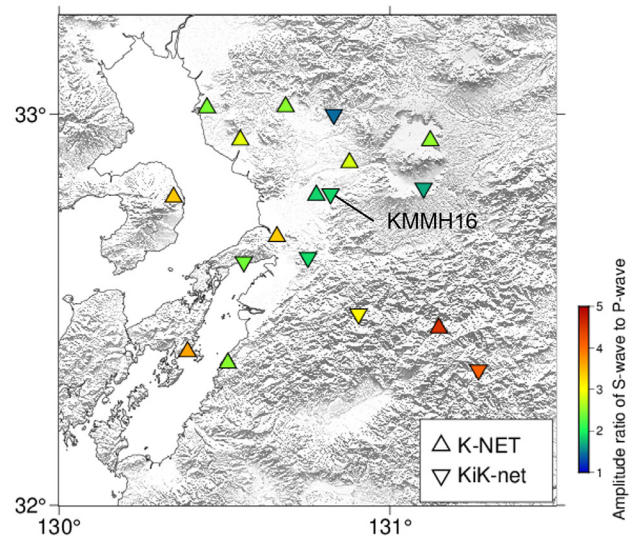 33°
KMMH16
K-NET
KiK-net
32°
130°
131°
5
4
3
2
1
Amplitude ratio of S-wave to P-wave